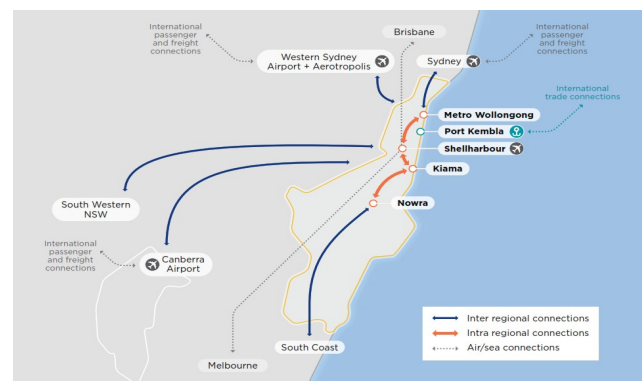 International
passenger
and freight
connections
Brisbane
International
passenger
and freight
connections
Western Sydney
Airport + Aerotropolis
Sydney
International
trade connections
Metro Wollongong
Port Kembla
Shellharbour
Kiama
Nowra
South Western
NSW
International
passenger
and freight
connections
Canberra
Airport
South Coast
Melbourne
Inter regional connections
Intra regional connections
Air/sea connections